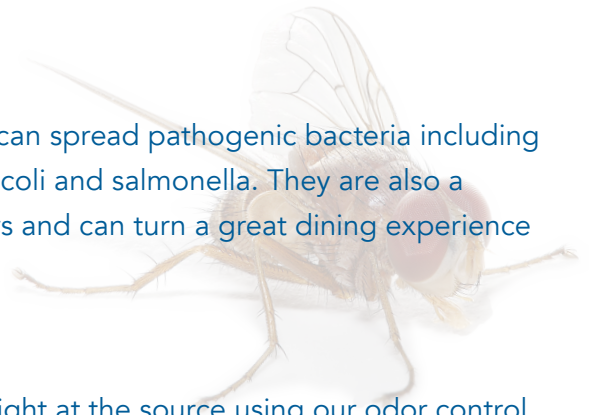 can spread pathogenic bacteria including
coli and salmonella. They are also a
s and can turn a great dining experience
ight at the source using our odor control